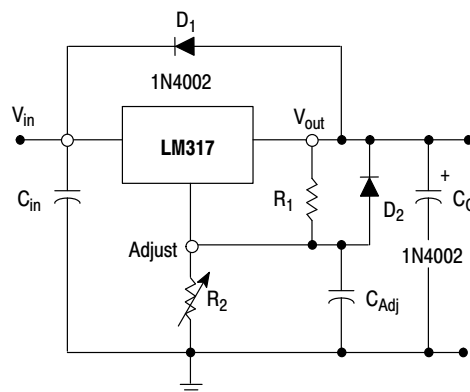 D1
1N4002
Vin
Vout
LM317
Cin
R1
D2
+
CO
1N4002
Adjust
R2
CAdj